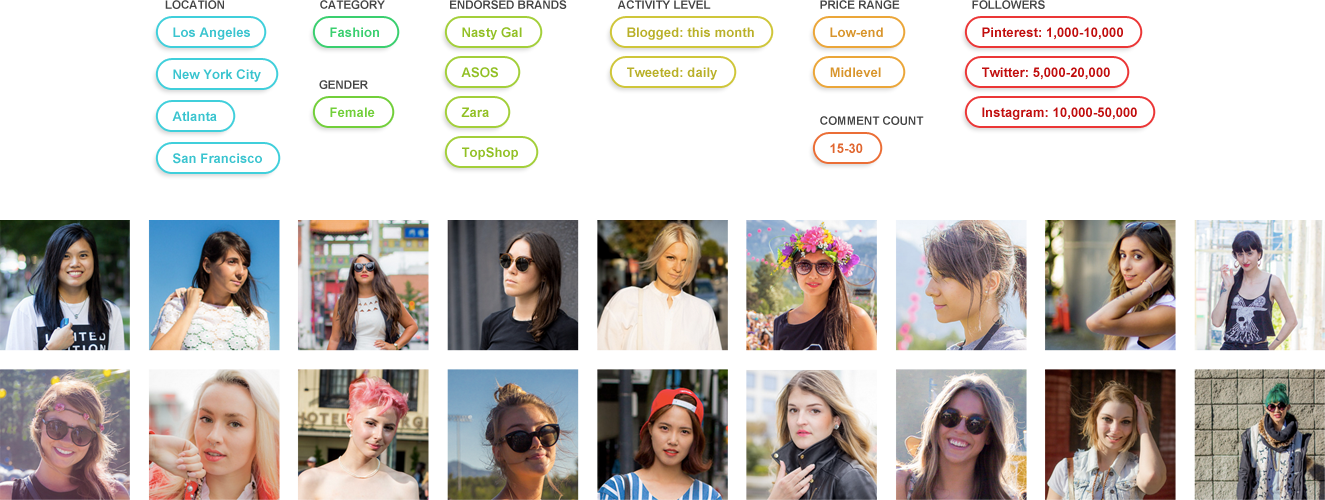 LOCATION
Los Angeles
New York City
Atlanta
San Francisco
CATEGORY
Fashion
GENDER
Female
ENDORSED BRANDS
Nasty Gal
ASOS
Zara
TopShop
ACTIVITY LEVEL
Blogged: this month
Tweeted: daily
PRICE RANGE
Low-end
Midlevel
COMMENT COUNT
15-30
FOLLOWERS
Pinterest: 1,000-10,000
Twitter: 5,000-20,000
Instagram: 10,000-50,000
HOTEL